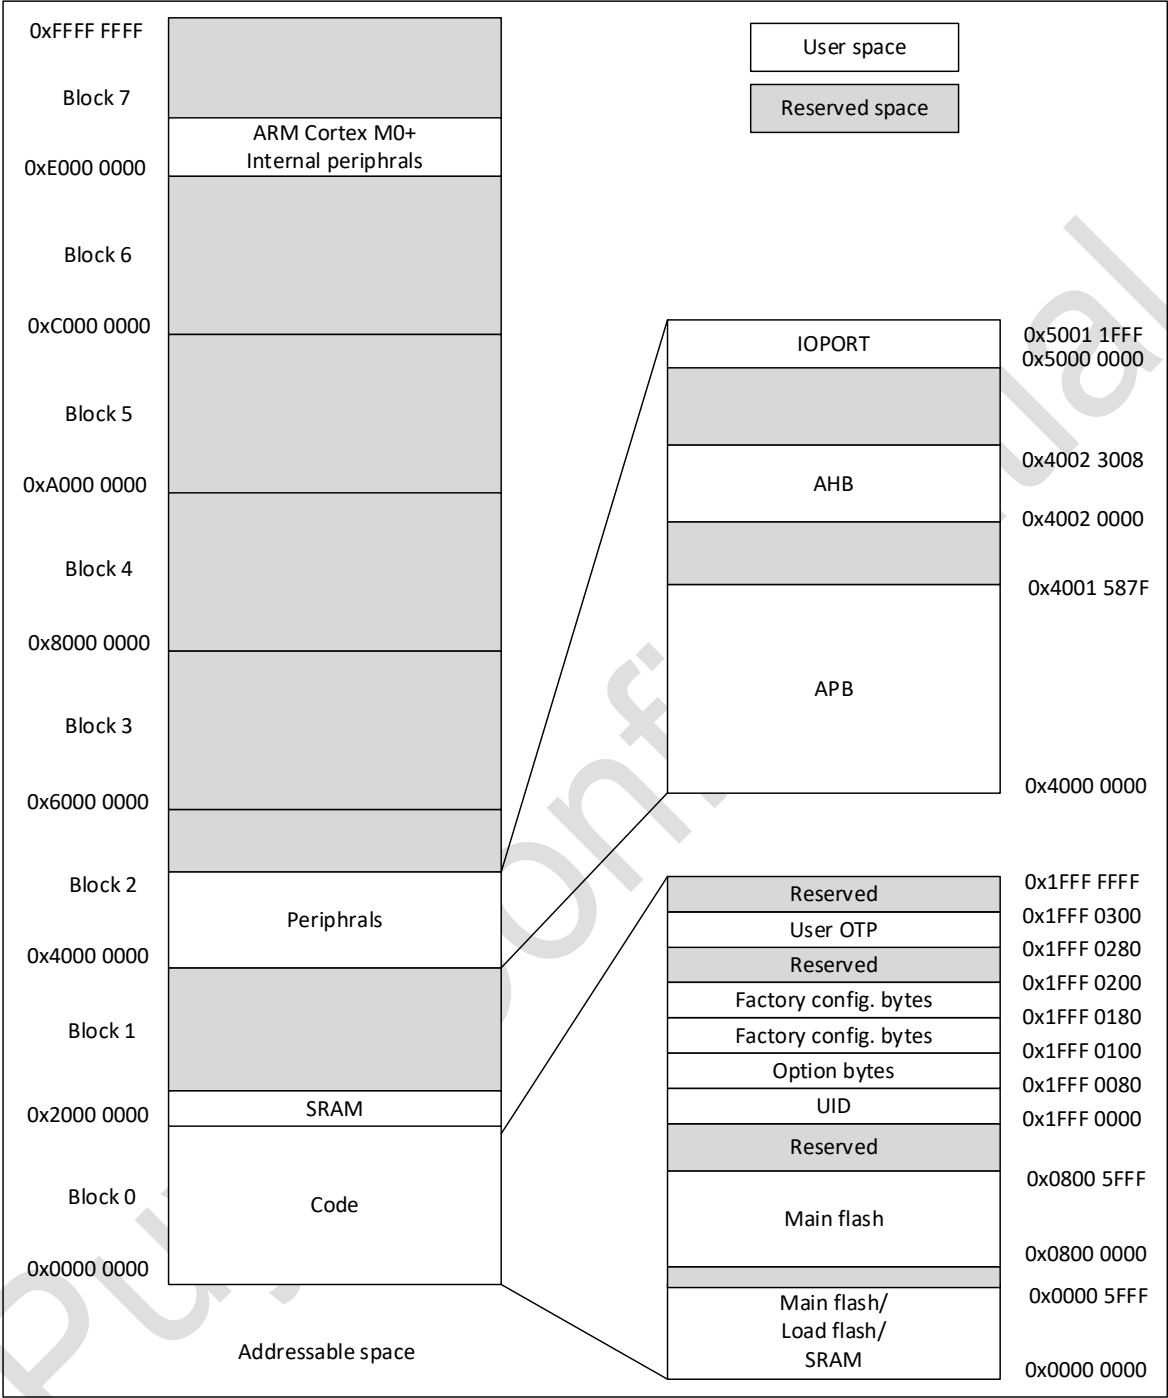 0xFFFF FFFF
Block 7
ARM Cortex M0+
Internal periphrals
0xE000 0000
Block 6
0xC000 0000
Block 5
0xA000 0000
Block 4
0x8000 0000
Block 3
0x6000 0000
Block 2
Periphrals
0x4000 0000
Block 1
SRAM
0x2000 0000
Block 0
Code
0x0000 0000
Addressable space
User space
Reserved space
IOPORT
0x5001 1FFF
0x5000 0000
0x4002 3008
AHB
0x4002 0000
0x4001 587F
APB
0x4000 0000
0x1FFF FFFF
Reserved
0x1FFF 0300
User OTP
0x1FFF 0280
Reserved
0x1FFF 0200
Factory config. bytes
0x1FFF 0180
Factory config. bytes
0x1FFF 0100
Option bytes
0x1FFF 0080
UID
0x1FFF 0000
Reserved
0x0800 5FFF
Main flash
0x0800 0000
0x0000 5FFF
Main flash/
Load flash/
SRAM
0x0000 0000